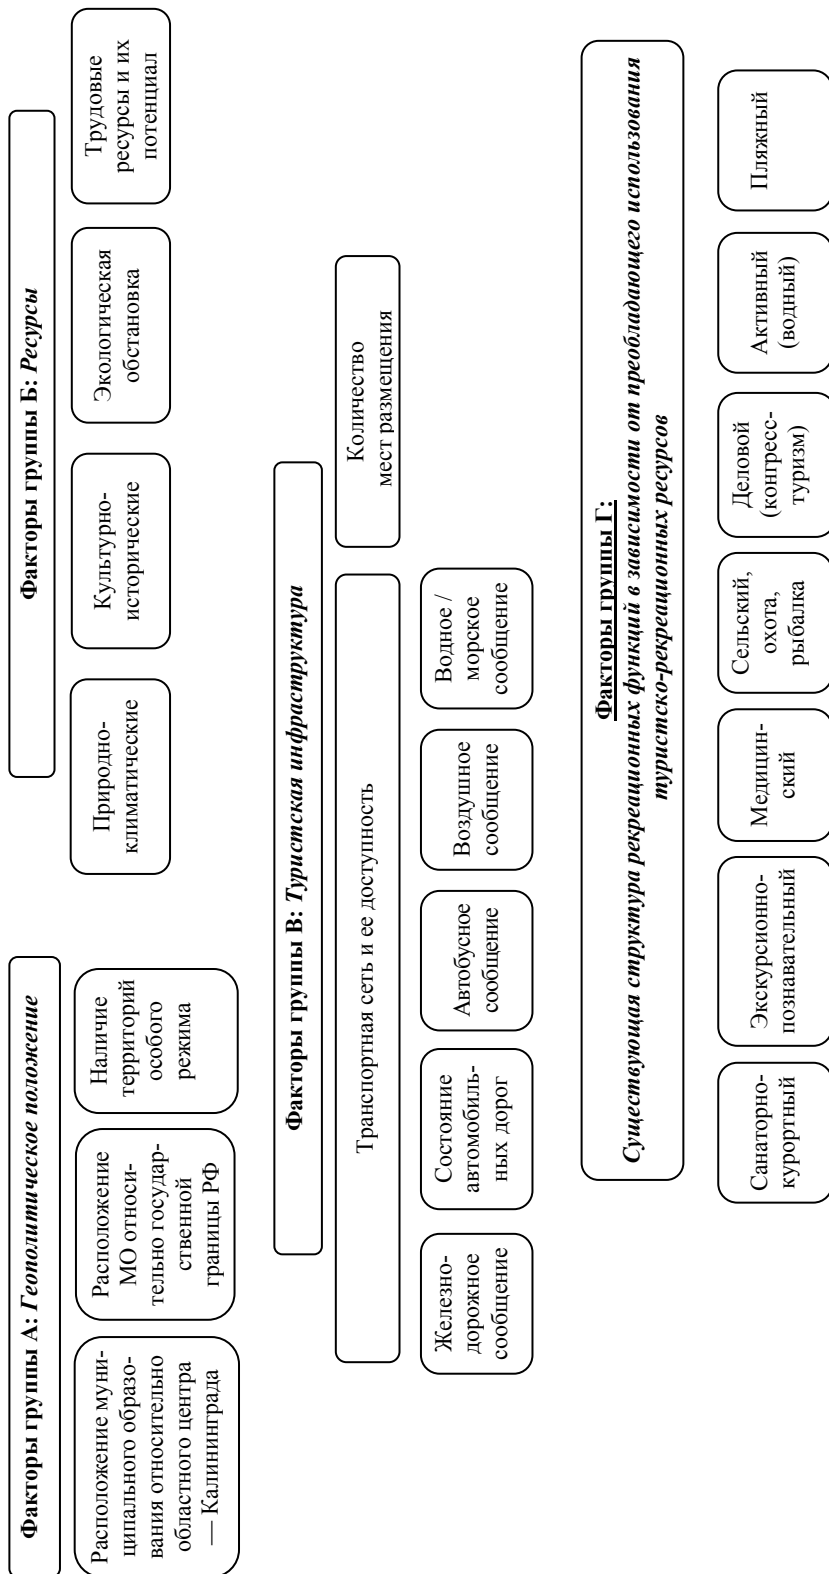 Факторы группы А: Геополитическое положение
Расположение муни-
ципального образо-
вания относительно
областного центра
— Калининграда
Расположение
МО относи-
тельно государ-
ственной
границы РФ
Наличие
территорий
особого
режима
Факторы группы Б: Ресурсы
Природно-
климатические
Культурно-
исторические
Экологическая
обстановка
Трудовые
ресурсы и их
потенциал
Факторы группы В: Туристская инфраструктура
Транспортная сеть и ее доступность
Количество
мест размещения
Железно-
дорожное
сообщение
Состояние
автомобиль-
ных дорог
Автобусное
сообщение
Воздушное
сообщение
Водное /
морское
сообщение
Факторы группы Г:
Существующая структура рекреационных функций в зависимости от преобладающего использования
туристско-рекреационных ресурсов
Санаторно-
курортный
Экскурсионно-
познавательный
Медицин-
ский
Сельский,
охота,
рыбалка
Деловой
(конгресс-
туризм)
Активный
(водный)
Пляжный